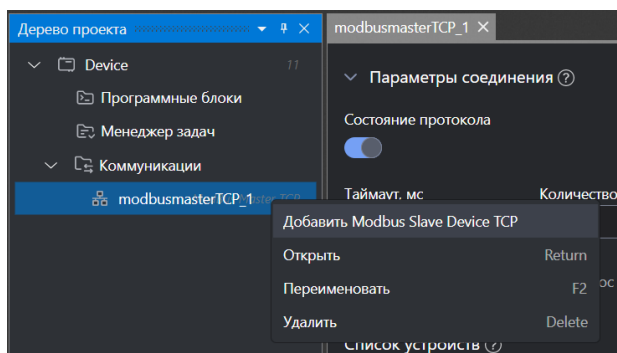 Дерево проекта
modbusmasterTCP_1
Device 11
Программные блоки
Менеджер задач
Коммуникации
modbusmasterTCP_1
Параметры соединения
Состояние протокола
Таймаут, мс Количество
Добавить Modbus Slave Device TCP
Открыть Return
Переименовать F2
Удалить Delete
Список устройств